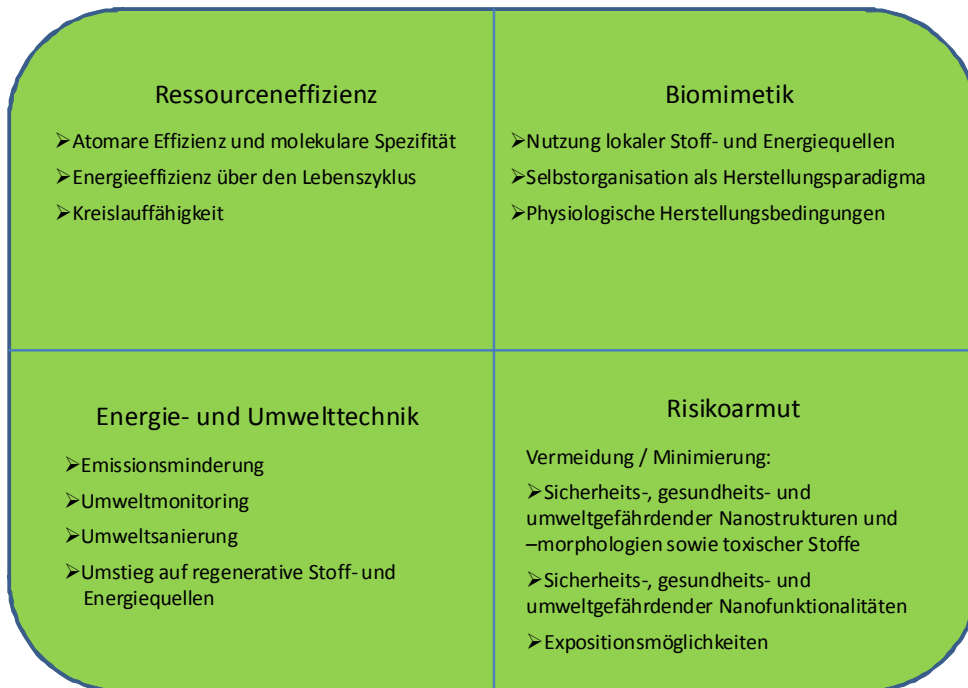 Ressourceneffizienz
➢Atomare Effizienz und molekulare Spezifität
➢Energieeffizienz über den Lebenszyklus
➢Kreislauffähigkeit
Biomimetik
➢Nutzung lokaler Stoff- und Energiequellen
➢Selbstorganisation als Herstellungsparadigma
➢Physiologische Herstellungsbedingungen
Energie- und Umwelttechnik
➢Emissionsminderung
➢Umweltmonitoring
➢Umweltsanierung
➢Umstieg auf regenerative Stoff- und
Energiequellen
Risikoarmut
Vermeidung / Minimierung:
➢Sicherheits-, gesundheits- und
umweltgefährdender Nanostrukturen und
–morphologien sowie toxischer Stoffe
➢Sicherheits-, gesundheits- und
umweltgefährdender Nanofunktionalitäten
➢Expositionsmöglichkeiten